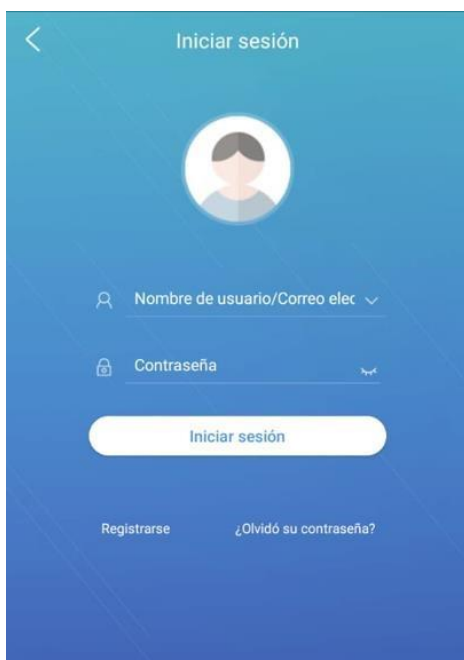 Iniciar sesión
Nombre de usuario/Correo elec
Contraseña
Iniciar sesión
Registrarse
¿Olvidó su contraseña?